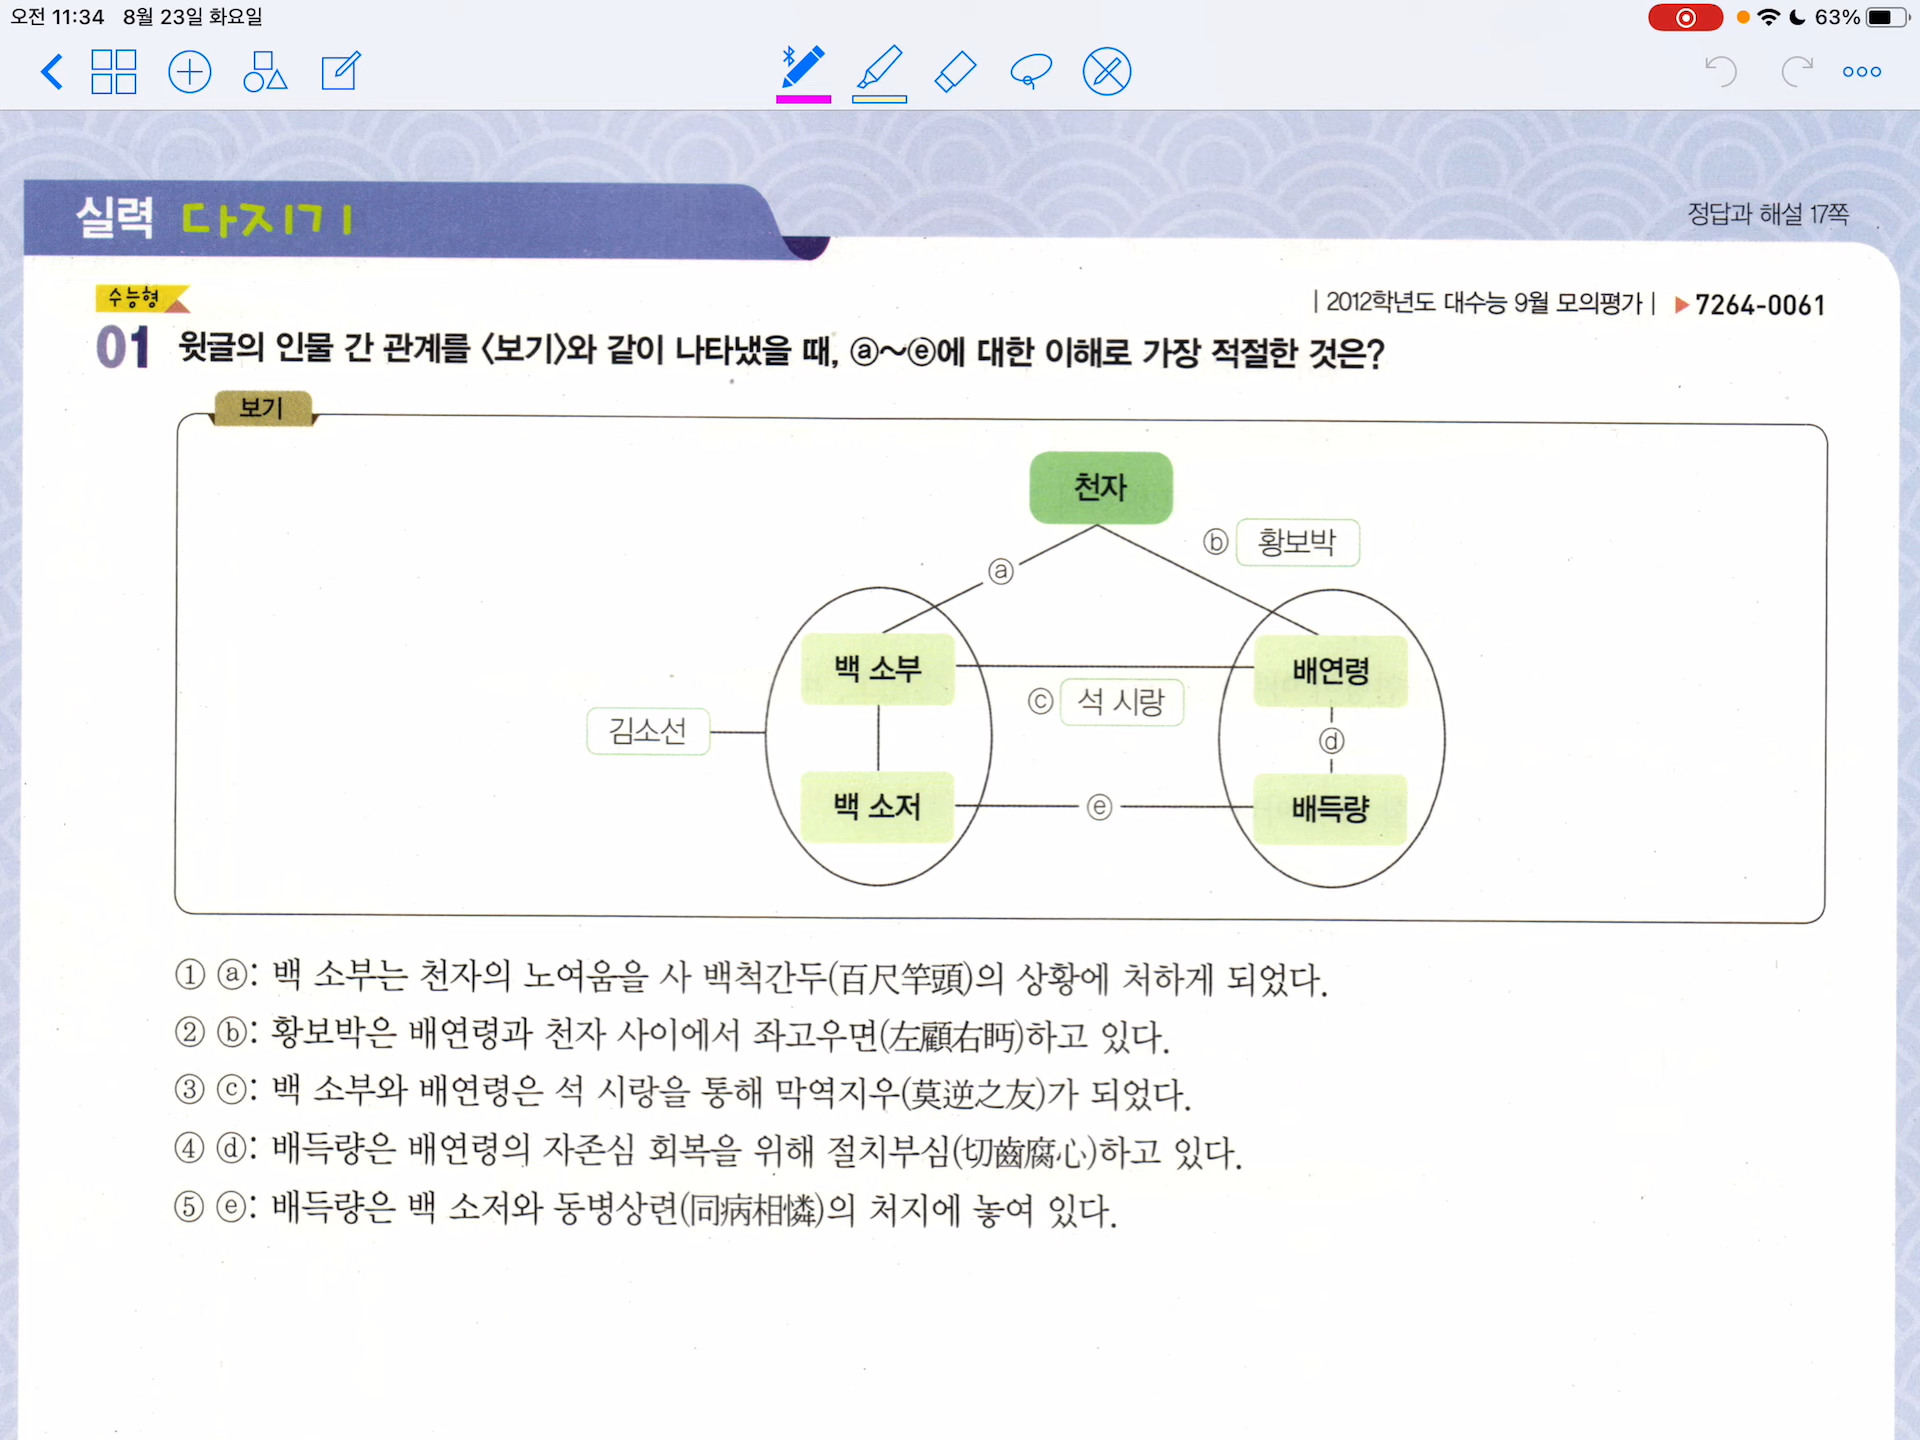 오전 11:34 8월 23일 화요일
63%
실력 다지기
정답과 해설 17쪽
수능형
| 2012학년도 대수능 9월 모의평가 | ▶7264-0061
01 윗글의 인물 간 관계를 〈보기〉와 같이 나타냈을 때, ⓐ~ⓔ에 대한 이해로 가장 적절한 것은?
보기
천자
ⓑ 황보박
ⓐ
백 소부
배연령
ⓒ 석 시랑
김소선
ⓓ
백 소저
ⓔ
배득량
① ⓐ: 백 소부는 천자의 노여움을 사 백척간두(百尺竿頭)의 상황에 처하게 되었다.
② ⓑ: 황보박은 배연령과 천자 사이에서 좌고우면(左顧右眄)하고 있다.
③ ⓒ: 백 소부와 배연령은 석 시랑을 통해 막역지우(莫逆之友)가 되었다.
④ ⓓ: 배득량은 배연령의 자존심 회복을 위해 절치부심(切齒腐心)하고 있다.
⑤ ⓔ: 배득량은 백 소저와 동병상련(同病相憐)의 처지에 놓여 있다.